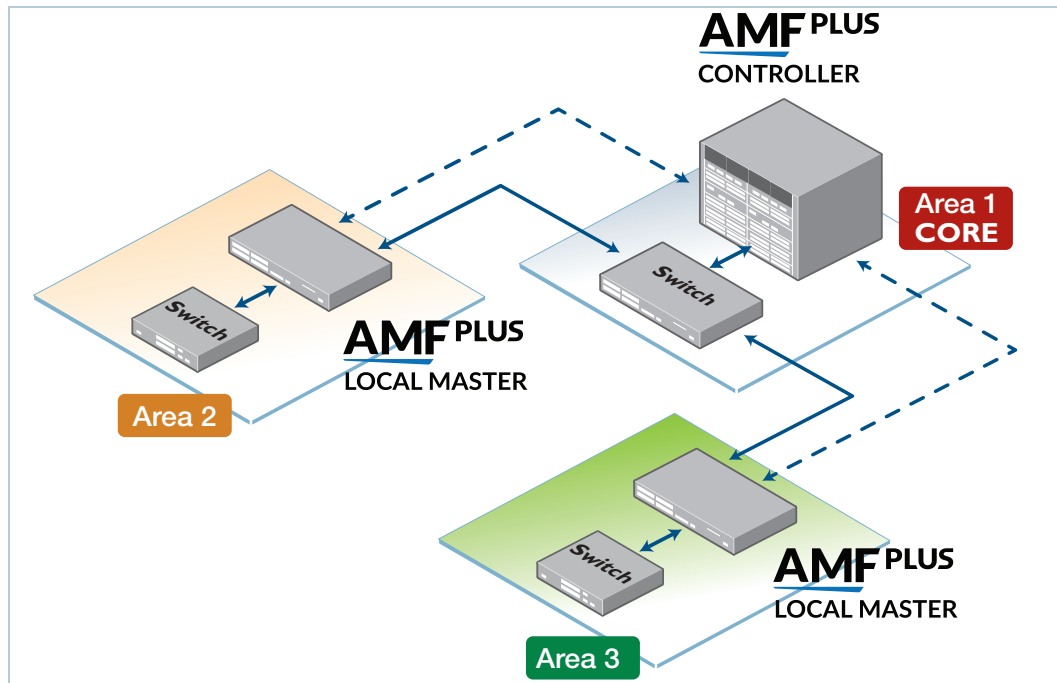 AMF PLUS
CONTROLLER
Area 1
CORE
Switch
Switch
AMF PLUS
LOCAL MASTER
Area 2
Switch
AMF PLUS
LOCAL MASTER
Area 3